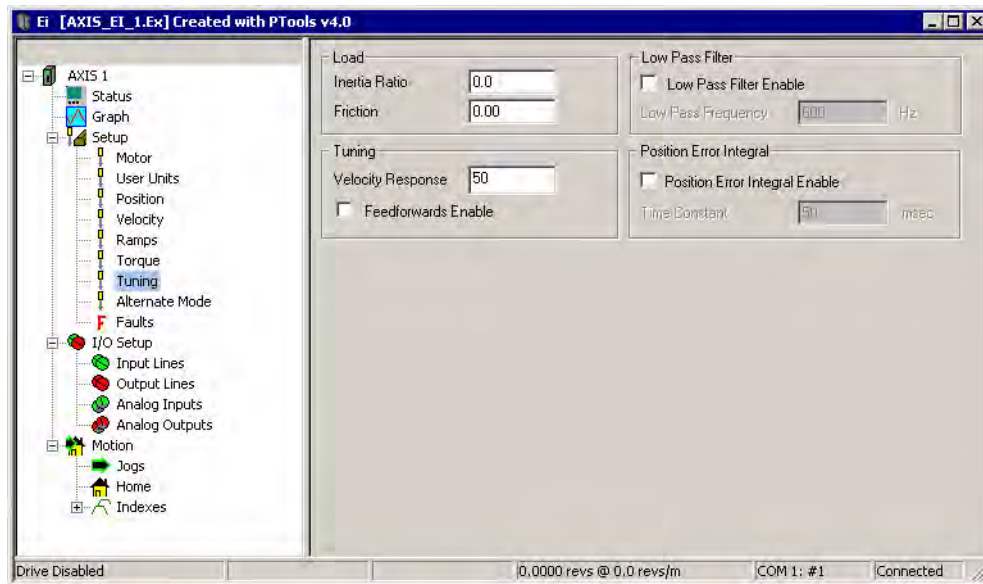 Ei [AXIS_EI_1.Ex] Created with PTools v4.0
AXIS 1
Status
Graph
Setup
Motor
User Units
Position
Velocity
Ramps
Torque
Tuning
Alternate Mode
F Faults
I/O Setup
Input Lines
Output Lines
Analog Inputs
Analog Outputs
Motion
Jogs
Home
Indexes
Load
Inertia Ratio 0.0
Friction 0.00
Tuning
Velocity Response 50
Feedforwards Enable
Low Pass Filter
Low Pass Filter Enable
Low Pass Frequency 600 Hz
Position Error Integral
Position Error Integral Enable
Time Constant 50 msec
Drive Disabled 0.0000 revs @ 0.0 revs/m COM 1: #1 Connected